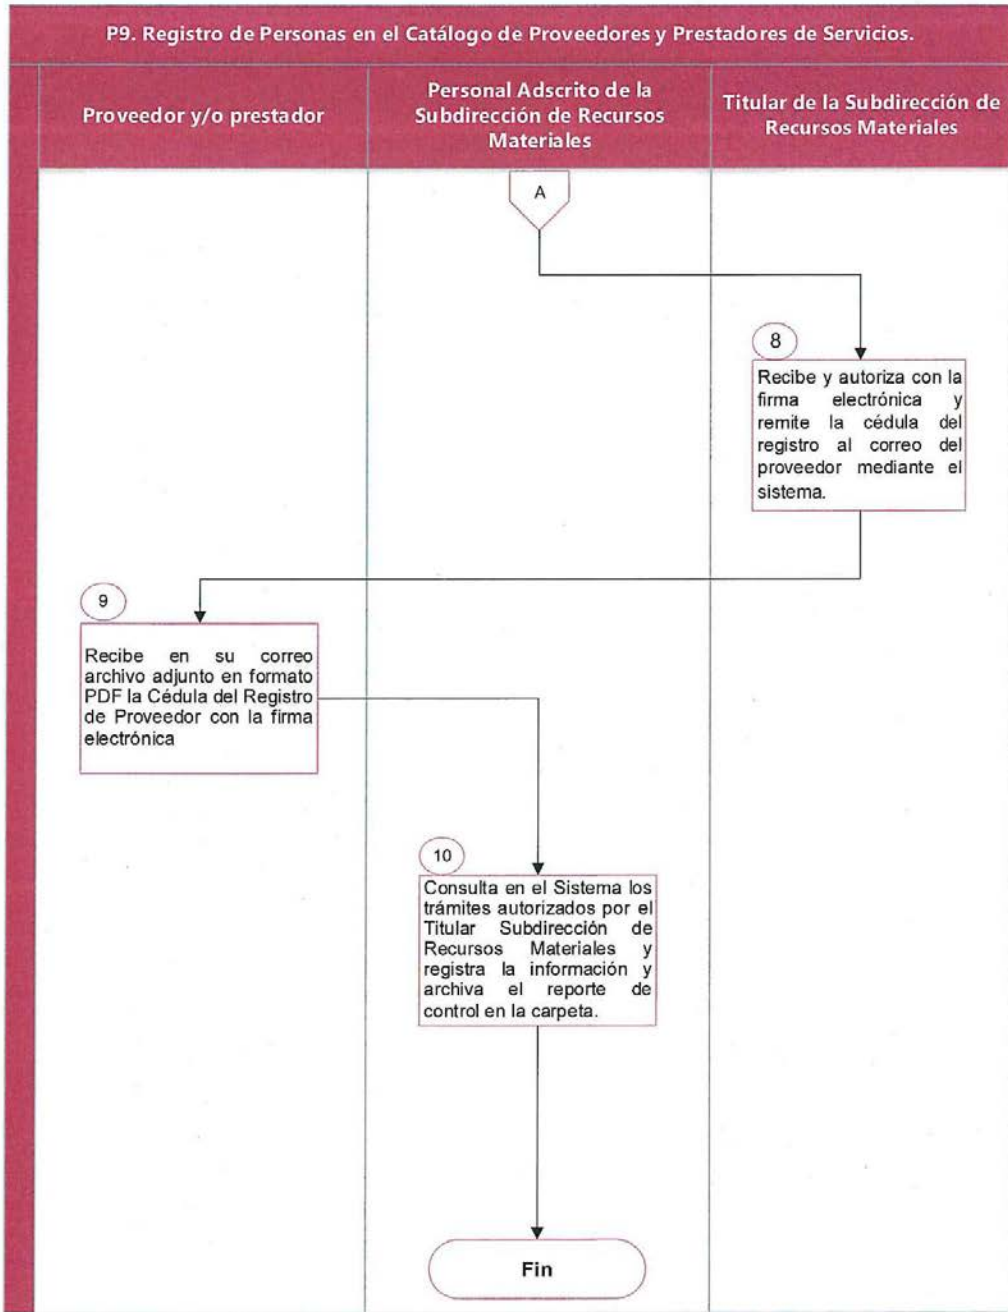 P9. Registro de Personas en el Catálogo de Proveedores y Prestadores de Servicios.
Proveedor y/o prestador
Personal Adscrito de la
Subdirección de Recursos
Materiales
Titular de la Subdirección de
Recursos Materiales
A
8
Recibe y autoriza con la
firma electrónica y
remite la cédula del
registro al correo del
proveedor mediante el
sistema.
9
Recibe en su correo
archivo adjunto en formato
PDF la Cédula del Registro
de Proveedor con la firma
electrónica
10
Consulta en el Sistema los
trámites autorizados por el
Titular Subdirección de
Recursos Materiales y
registra la información y
archiva el reporte de
control en la carpeta.
Fin